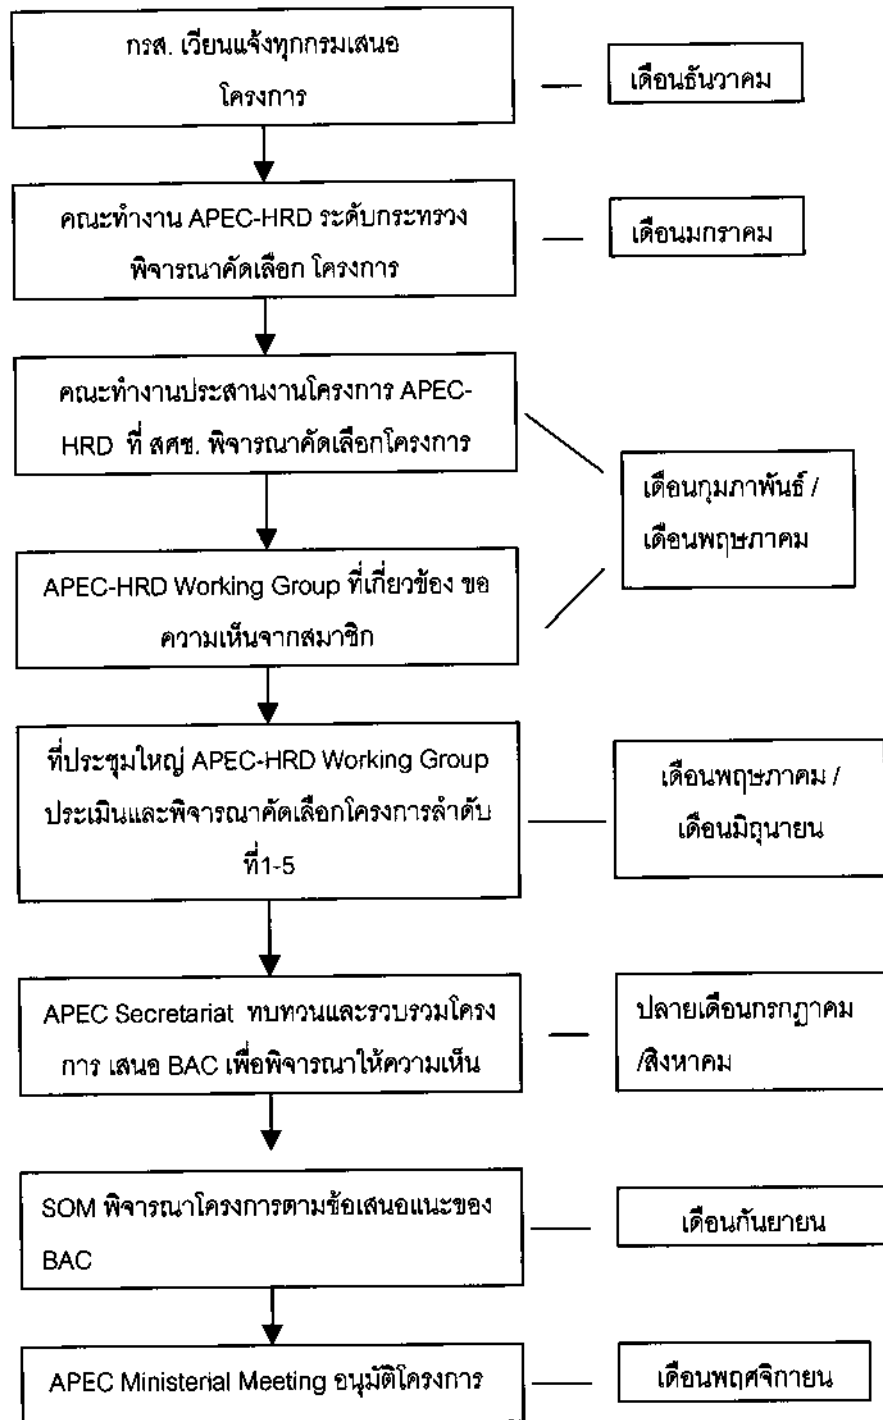 กรส. เวียนแจ้งทุกกรมเสนอ
โครงการ
เดือนธันวาคม
คณะทำงาน APEC-HRD ระดับกระทรวง
พิจารณาคัดเลือก โครงการ
เดือนมกราคม
คณะทำงานประสานงานโครงการ APEC-
HRD ที่ สศช. พิจารณาคัดเลือกโครงการ
เดือนกุมภาพันธ์ /
เดือนพฤษภาคม
APEC-HRD Working Group ที่เกี่ยวข้อง ขอ
ความเห็นจากสมาชิก
ที่ประชุมใหญ่ APEC-HRD Working Group
ประเมินและพิจารณาคัดเลือกโครงการลำดับ
ที่1-5
เดือนพฤษภาคม /
เดือนมิถุนายน
APEC Secretariat ทบทวนและรวบรวมโครง
การ เสนอ BAC เพื่อพิจารณาให้ความเห็น
ปลายเดือนกรกฎาคม
/สิงหาคม
SOM พิจารณาโครงการตามข้อเสนอแนะของ
BAC
เดือนกันยายน
APEC Ministerial Meeting อนุมัติโครงการ
เดือนพฤศจิกายน